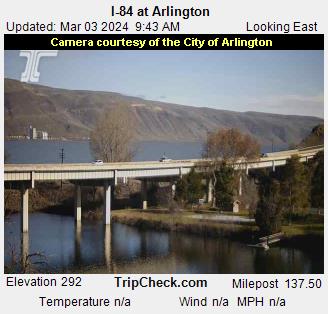 I-84 at Arlington
Updated: Mar 03 2024 9:43 AM Looking East
Camera courtesy of the City of Arlington
Elevation 292 TripCheck.com Milepost 137.50
Temperature n/a Wind n/a MPH n/a